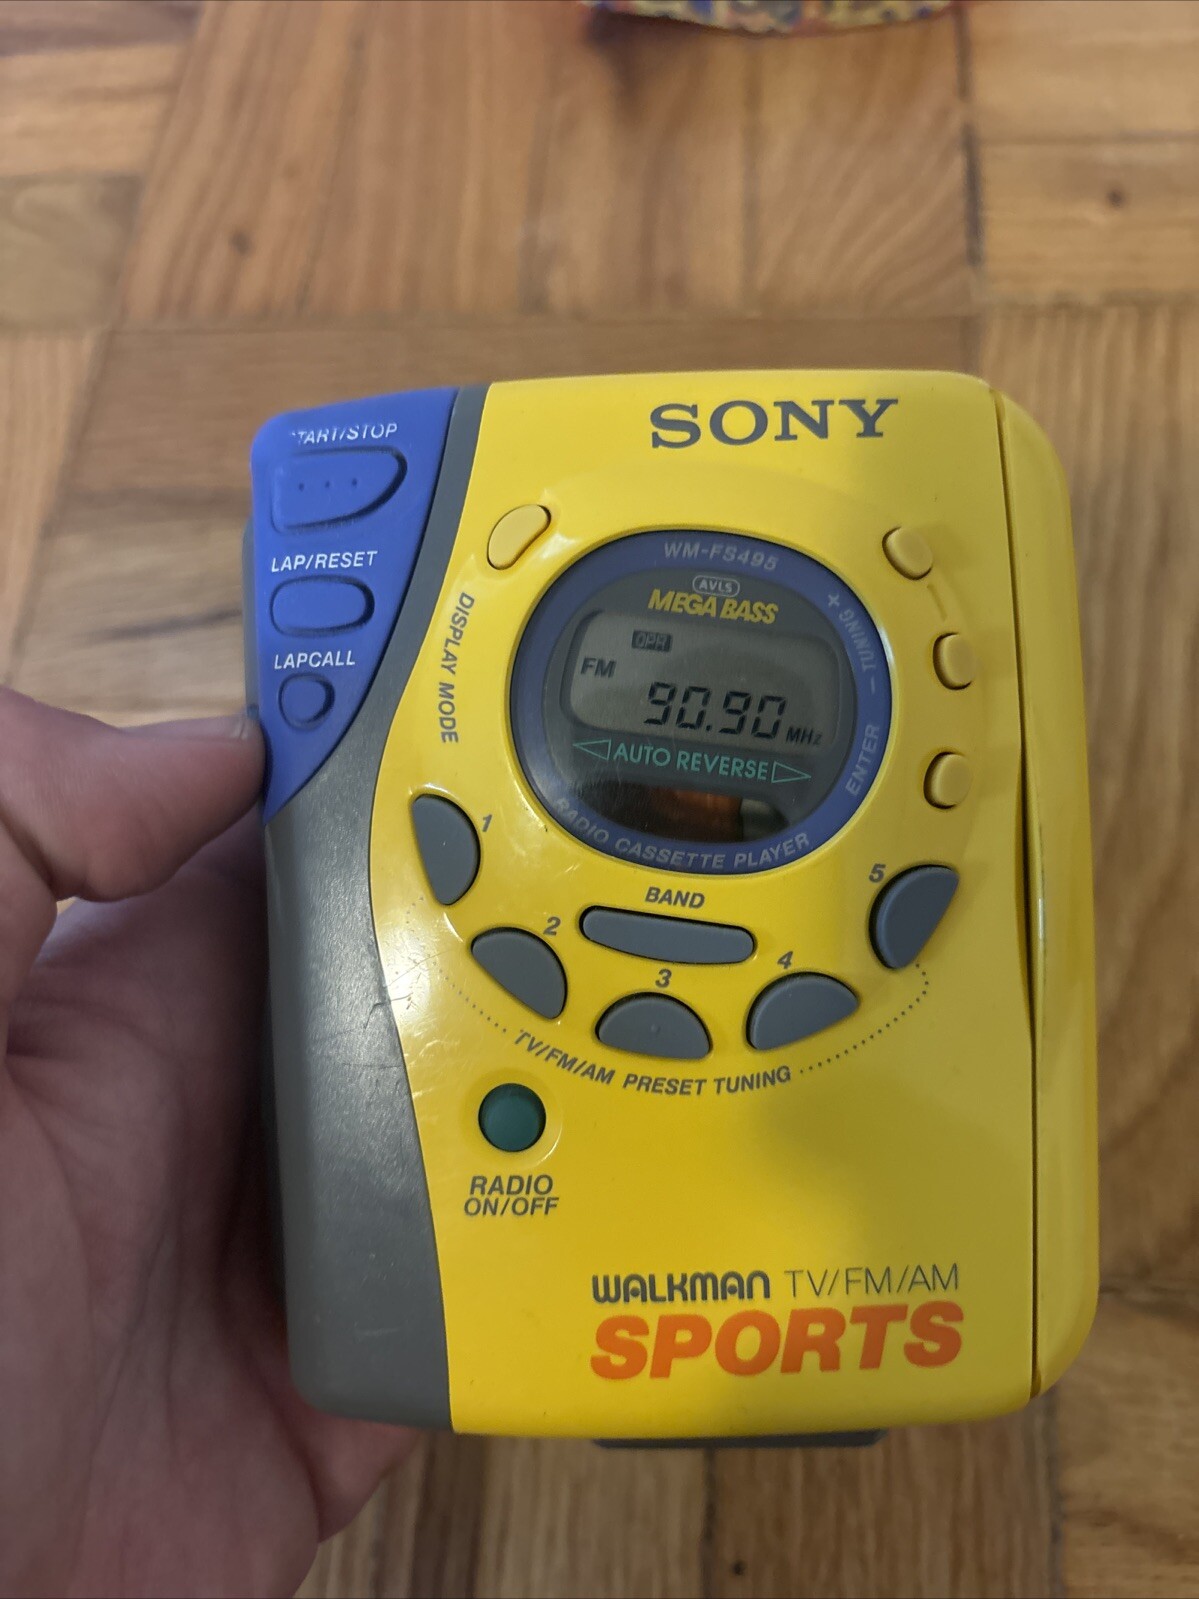 SONY
START/STOP
LAP/RESET
LAPCALL
DISPLAY MODE
WM-FS495
AVLS
MEGA BASS
OPR
FM
90.90 MHz
AUTO REVERSE
RADIO CASSETTE PLAYER
+ TUNING −
ENTER
1
2
3
4
5
BAND
TV/FM/AM PRESET TUNING
RADIO
ON/OFF
WALKMAN TV/FM/AM
SPORTS